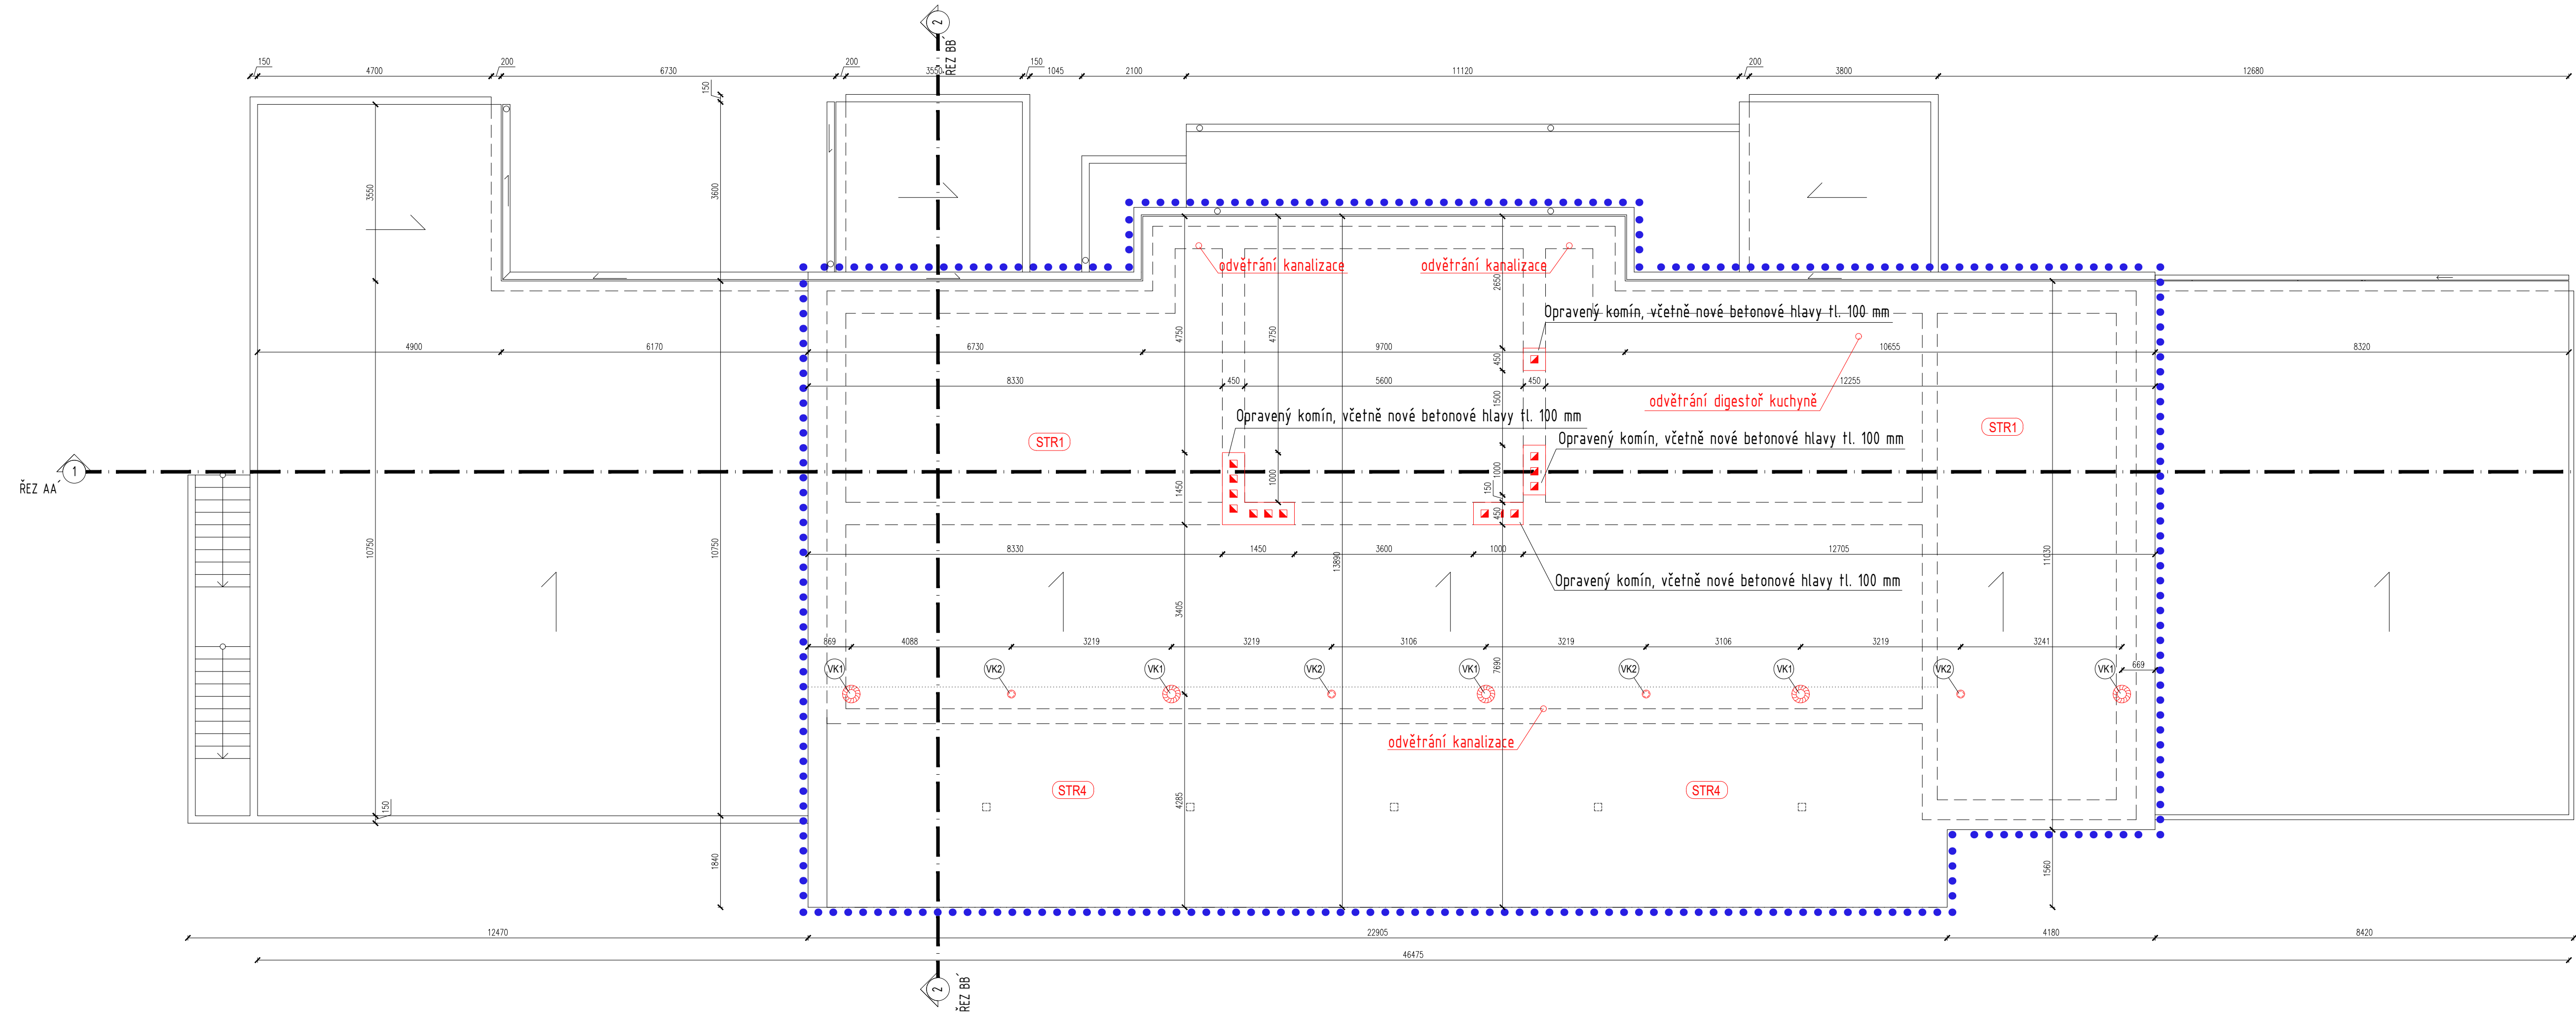 2
ŘEZ BB´
150
4700
200
6730
200
3550
150
1045
2100
11120
200
3800
12680
150
3550
3600
odvětrání kanalizace
odvětrání kanalizace
2650
Opravený komín, včetně nové betonové hlavy tl. 100 mm
4750
4750
4900
6170
6730
9700
10655
8320
450
8330
450
5600
450
12255
1500
odvětrání digestoř kuchyně
Opravený komín, včetně nové betonové hlavy tl. 100 mm
STR1
STR1
Opravený komín, včetně nové betonové hlavy tl. 100 mm
1
ŘEZ AA´
1450
1000
1000
150
450
10750
10750
8330
1450
3600
1000
12705
13890
11030
Opravený komín, včetně nové betonové hlavy tl. 100 mm
3405
869
4088
3219
3219
3106
3219
3106
3219
3241
7690
669
VK1
VK2
VK1
VK2
VK1
VK2
VK1
VK2
VK1
odvětrání kanalizace
STR4
STR4
4285
150
1840
1560
12470
22905
4180
8420
46475
2
ŘEZ BB´